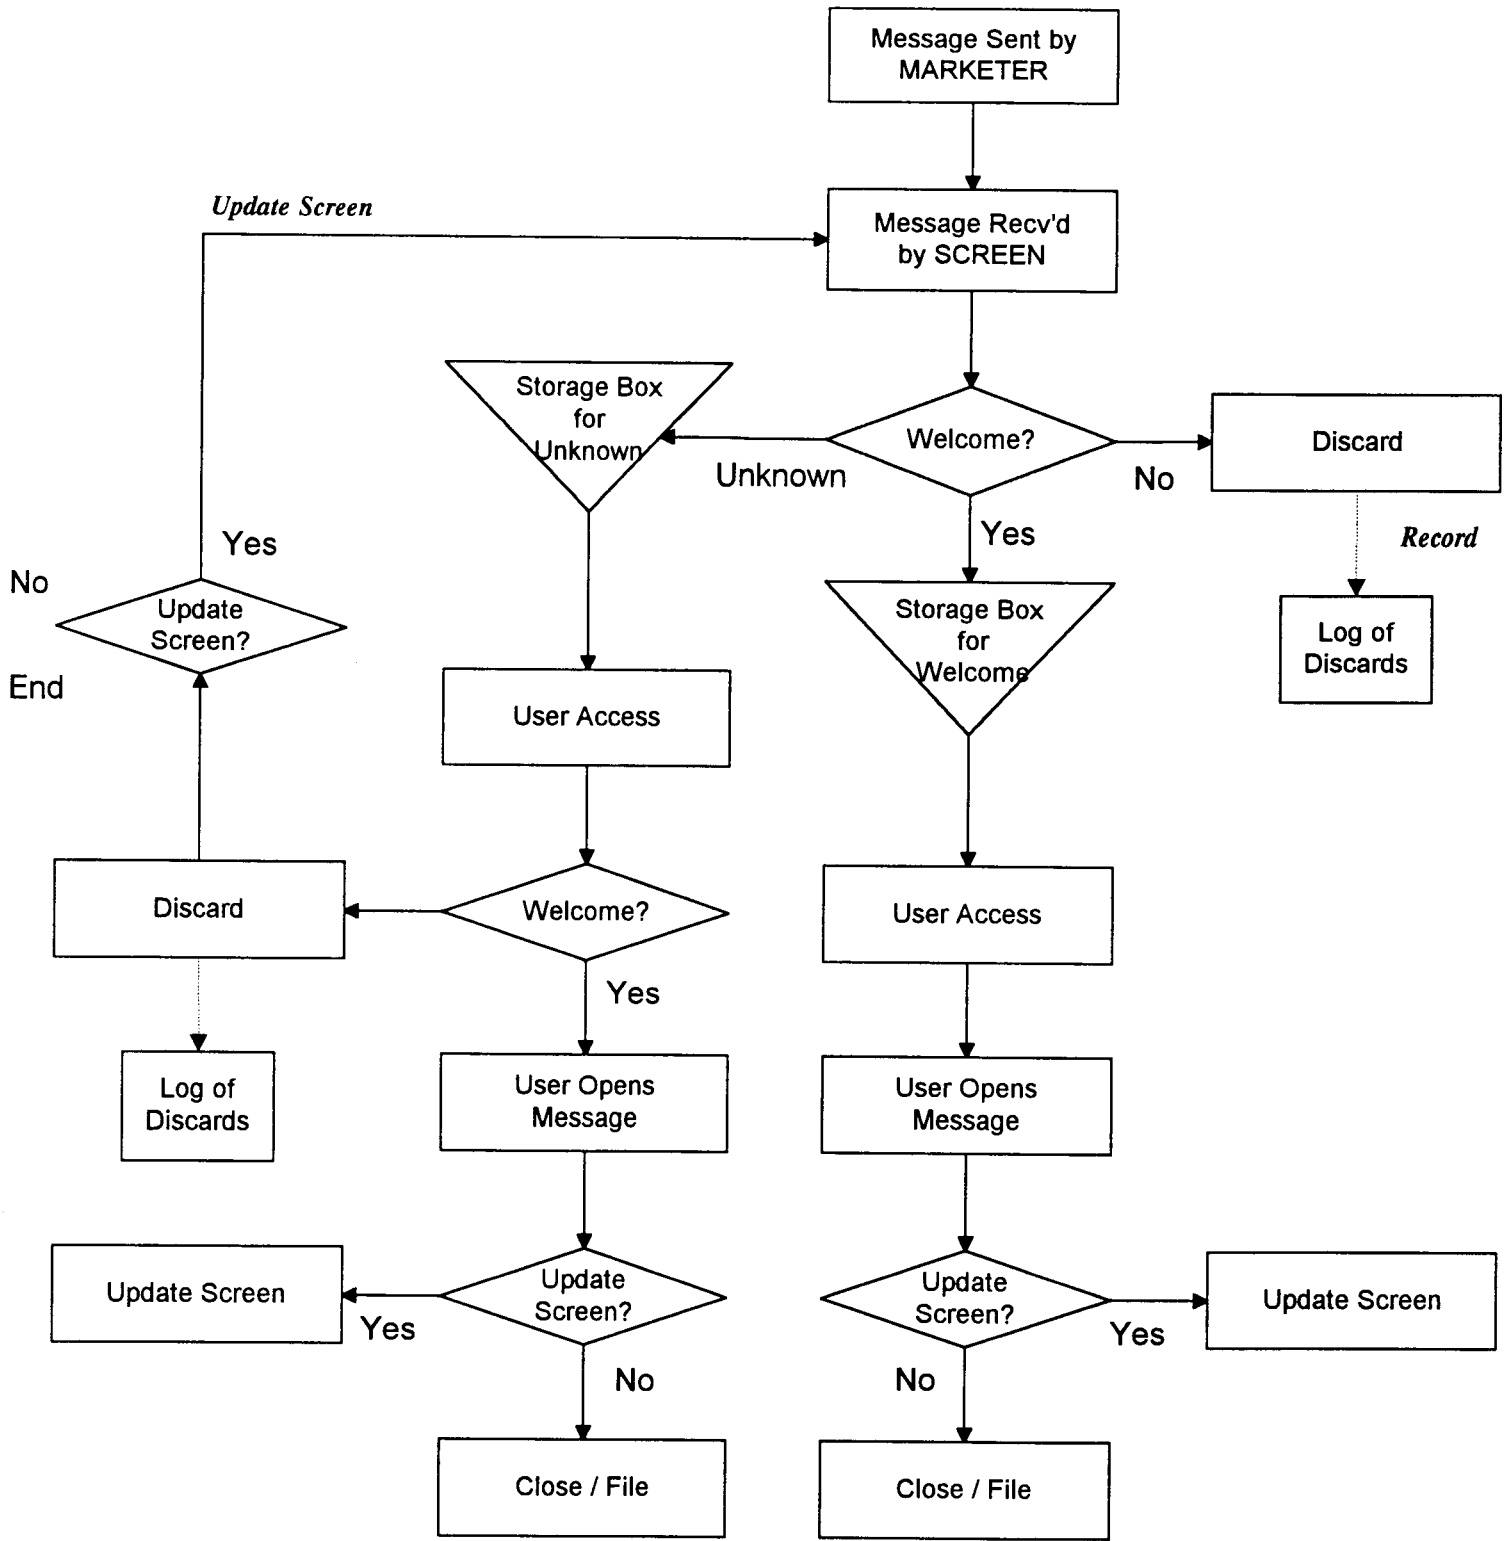 Message Sent by
MARKETER
Update Screen
Message Recv'd
by SCREEN
Storage Box
for
Unknown
Welcome?
Discard
Unknown
No
Yes
Record
Yes
No
Update
Screen?
End
Storage Box
for
Welcome
Log of
Discards
User Access
Discard
Welcome?
User Access
Yes
Log of
Discards
User Opens
Message
User Opens
Message
Update Screen
Update
Screen?
Update
Screen?
Update Screen
Yes
Yes
No
No
Close / File
Close / File